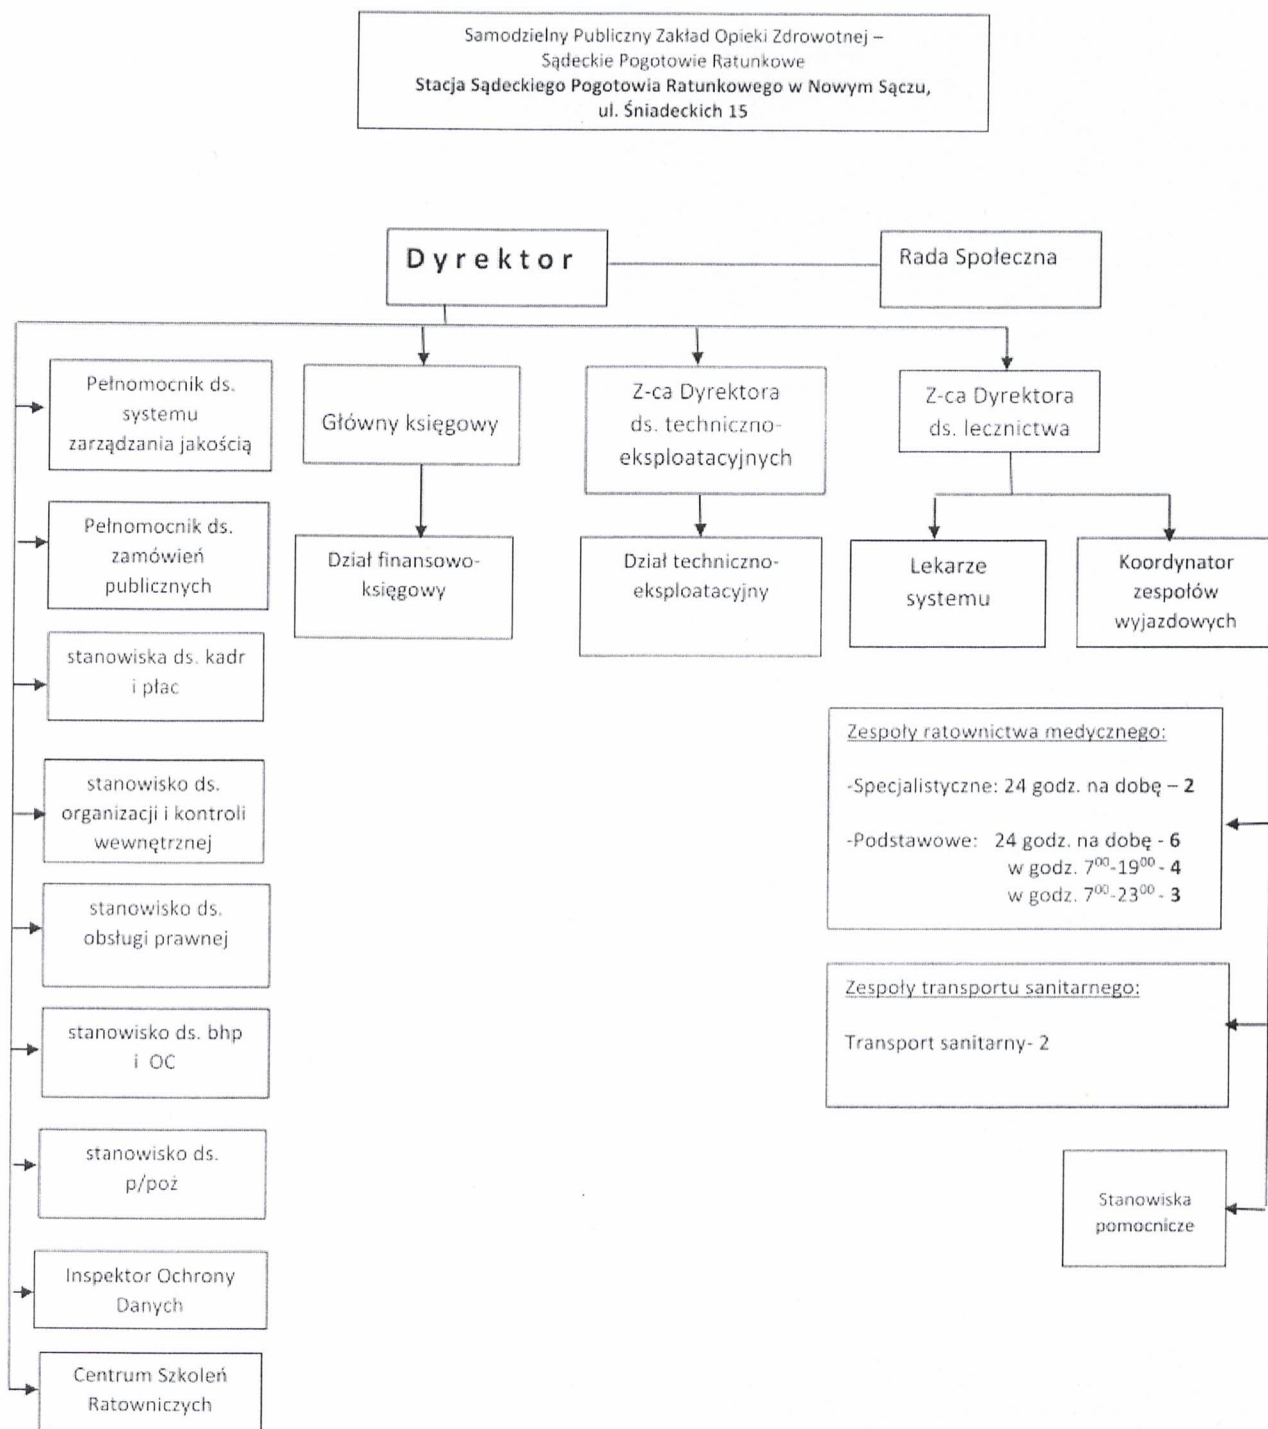 Samodzielny Publiczny Zakład Opieki Zdrowotnej –
Sądeckie Pogotowie Ratunkowe
Stacja Sądeckiego Pogotowia Ratunkowego w Nowym Sączu,
ul. Śniadeckich 15
Dyrektor
Rada Społeczna
Pełnomocnik ds.
systemu
zarządzania jakością
Główny księgowy
Z-ca Dyrektora
ds. techniczno-
eksploatacyjnych
Z-ca Dyrektora
ds. lecznictwa
Pełnomocnik ds.
zamówień
publicznych
Dział finansowo-
księgowy
Dział techniczno-
eksploatacyjny
Lekarze
systemu
Koordynator
zespołów
wyjazdowych
stanowiska ds. kadr
i płac
stanowisko ds.
organizacji i kontroli
wewnętrznej
stanowisko ds.
obsługi prawnej
stanowisko ds. bhp
i OC
stanowisko ds.
p/poż
Inspektor Ochrony
Danych
Centrum Szkoleń
Ratowniczych
Zespoły ratownictwa medycznego:
-Specjalistyczne: 24 godz. na dobę – 2
-Podstawowe: 24 godz. na dobę - 6
w godz. 7⁰⁰-19⁰⁰ - 4
w godz. 7⁰⁰-23⁰⁰ - 3
Zespoły transportu sanitarnego:
Transport sanitarny- 2
Stanowiska
pomocnicze